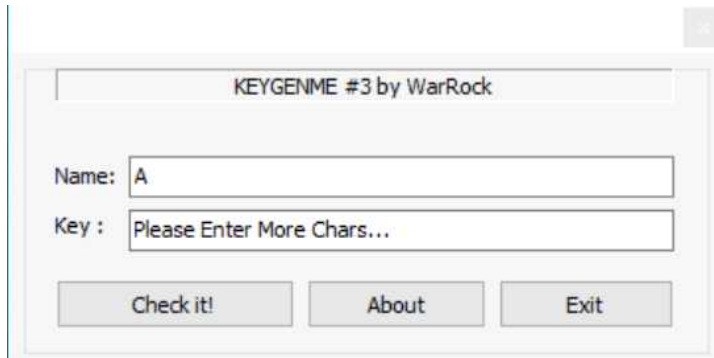 KEYGENME #3 by WarRock
Name: A
Key : Please Enter More Chars...
Check it! About Exit